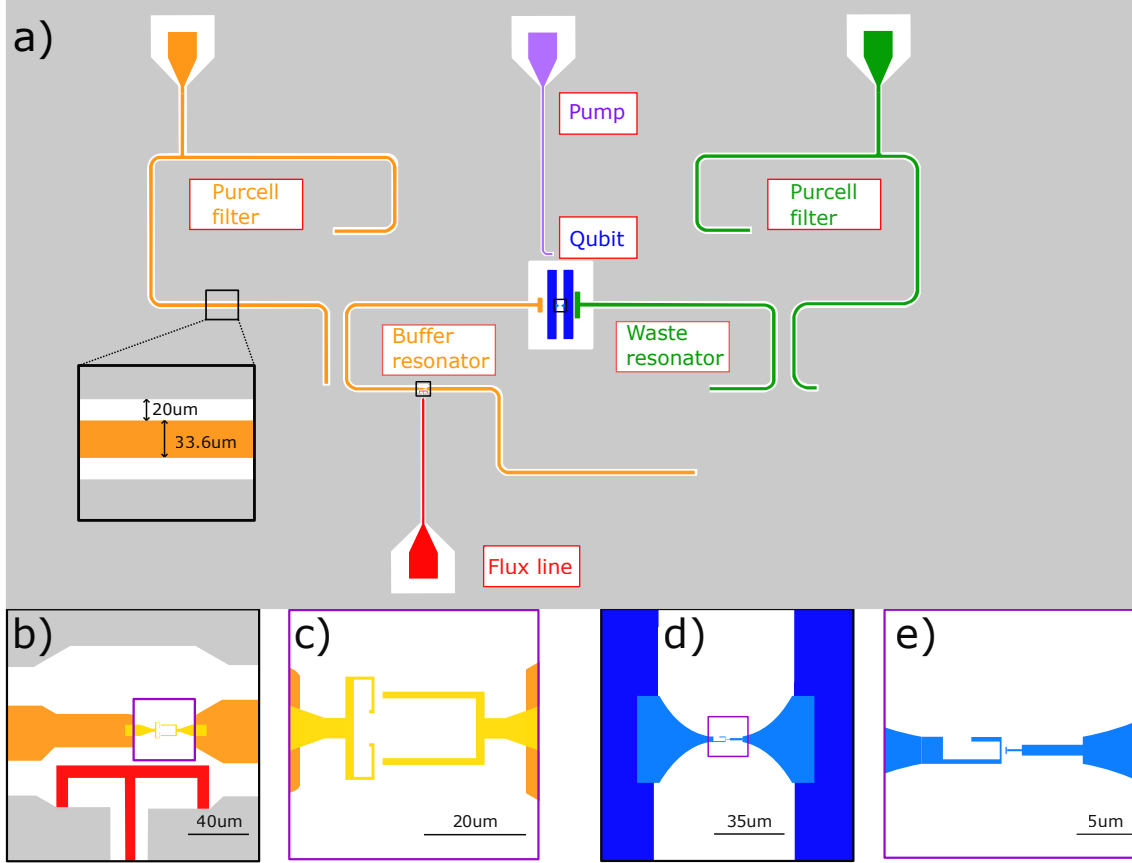 a)
Pump
Purcell
filter
Purcell
filter
Qubit
Buffer
resonator
Waste
resonator
20um
33.6um
Flux line
b)
c)
d)
e)
40um
20um
35um
5um